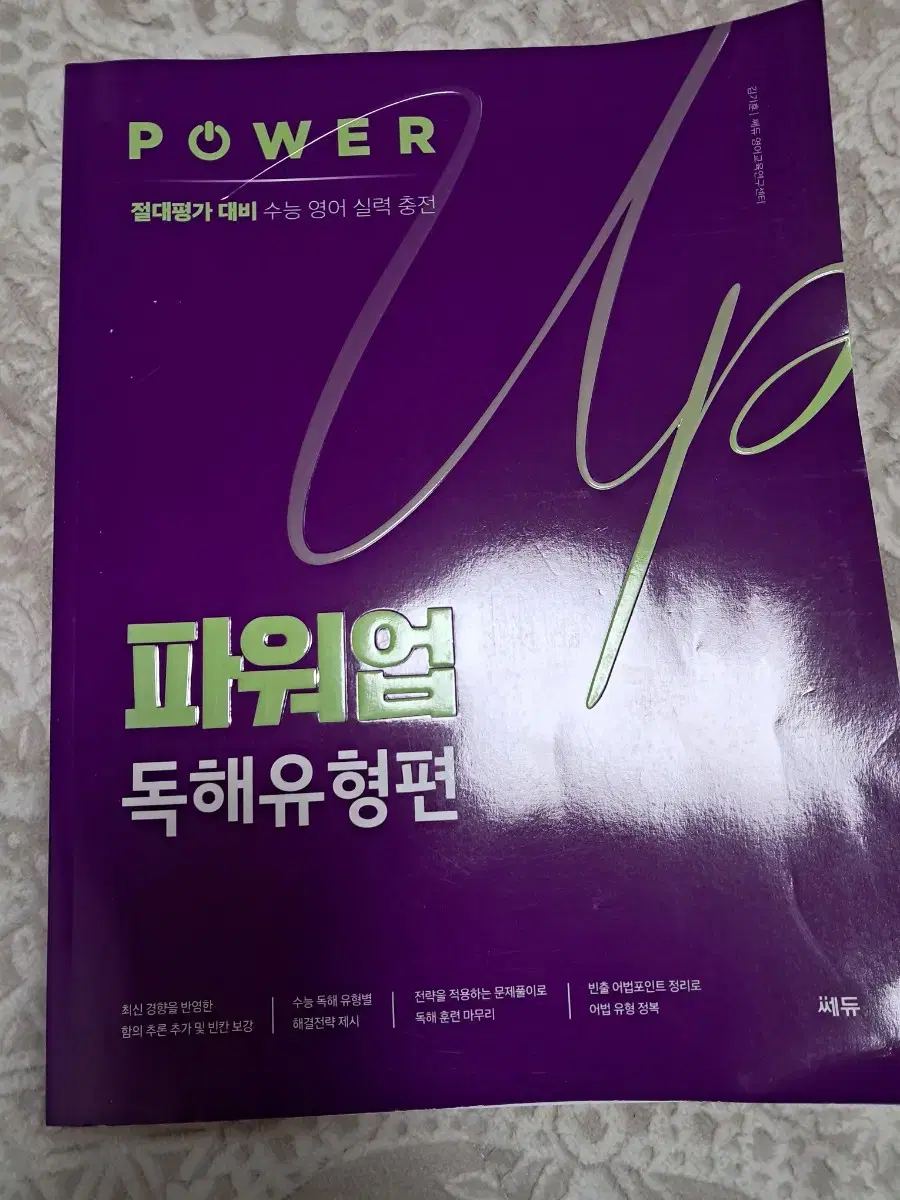 POWER
Up
절대평가 대비 수능 영어 실력 충전
김기훈 | 쎄듀 영어교육연구센터
파워업
독해유형편
최신 경향을 반영한
함의 추론 추가 및 빈칸 보강
수능 독해 유형별
해결전략 제시
전략을 적용하는 문제풀이로
독해 훈련 마무리
빈출 어법포인트 정리로
어법 유형 정복
쎄듀